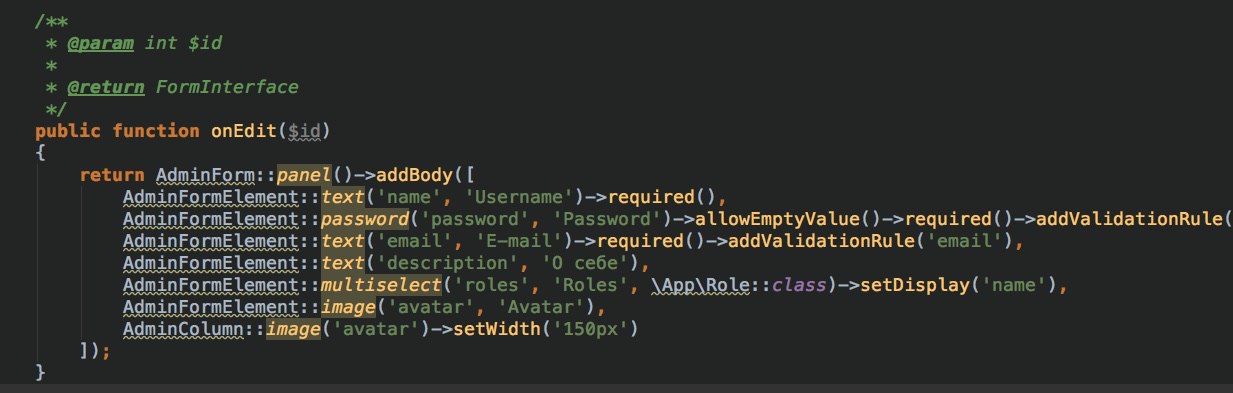 /**
 * @param int $id
 *
 * @return FormInterface
 */
public function onEdit($id)
{
    return AdminForm::panel()->addBody([
        AdminFormElement::text('name', 'Username')->required(),
        AdminFormElement::password('password', 'Password')->allowEmptyValue()->required()->addValidationRule(
        AdminFormElement::text('email', 'E-mail')->required()->addValidationRule('email'),
        AdminFormElement::text('description', 'О себе'),
        AdminFormElement::multiselect('roles', 'Roles', \App\Role::class)->setDisplay('name'),
        AdminFormElement::image('avatar', 'Avatar'),
        AdminColumn::image('avatar')->setWidth('150px')
    ]);
}